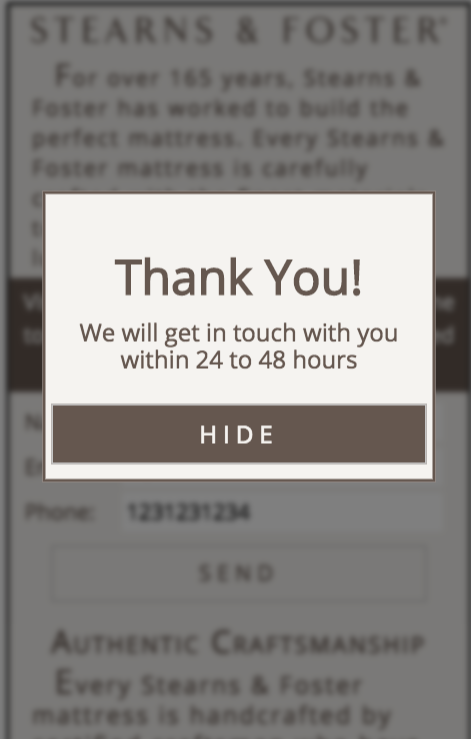 STEARNS & FOSTER®
For over 165 years, Stearns &
Foster has worked to build the
perfect mattress. Every Stearns &
Foster mattress is carefully
Thank You!
We will get in touch with you
within 24 to 48 hours
HIDE
Phone: 1231231234
SEND
AUTHENTIC CRAFTSMANSHIP
Every Stearns & Foster
mattress is handcrafted by